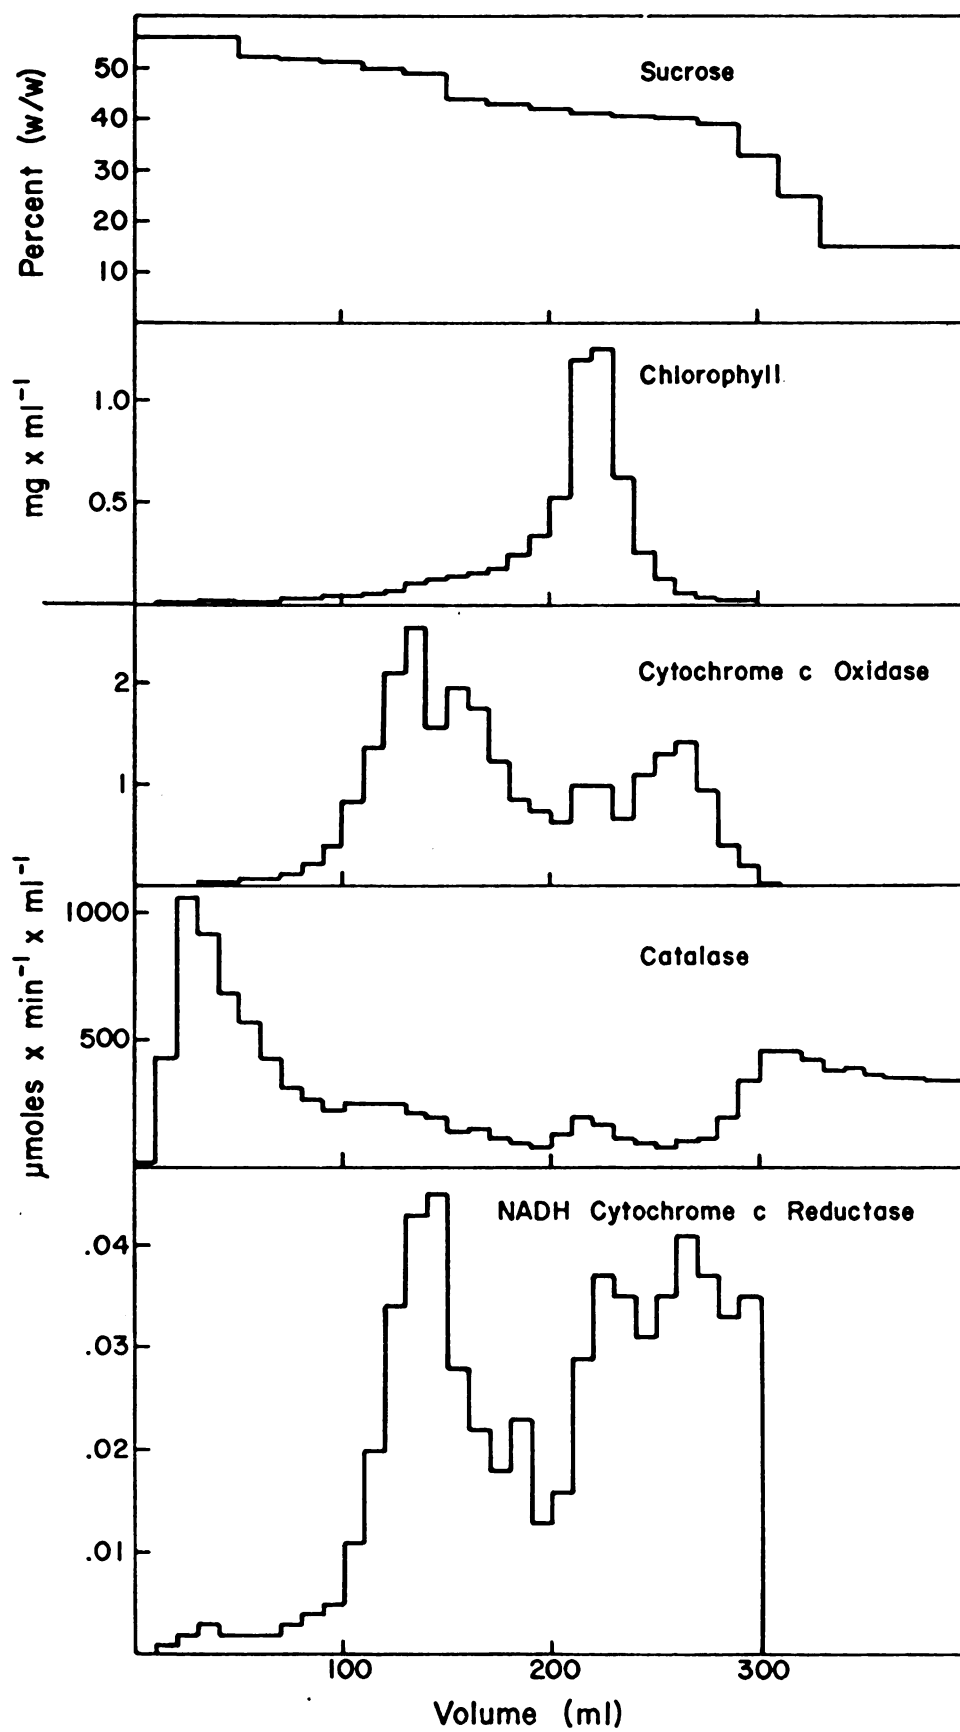 Percent (w/w)
50
40
30
20
10
Sucrose
mg x ml⁻¹
1.0
0.5
Chlorophyll
μmoles x min⁻¹ x ml⁻¹
2
1
Cytochrome c Oxidase
1000
500
Catalase
NADH Cytochrome c Reductase
.04
.03
.02
.01
100 200 300
Volume (ml)